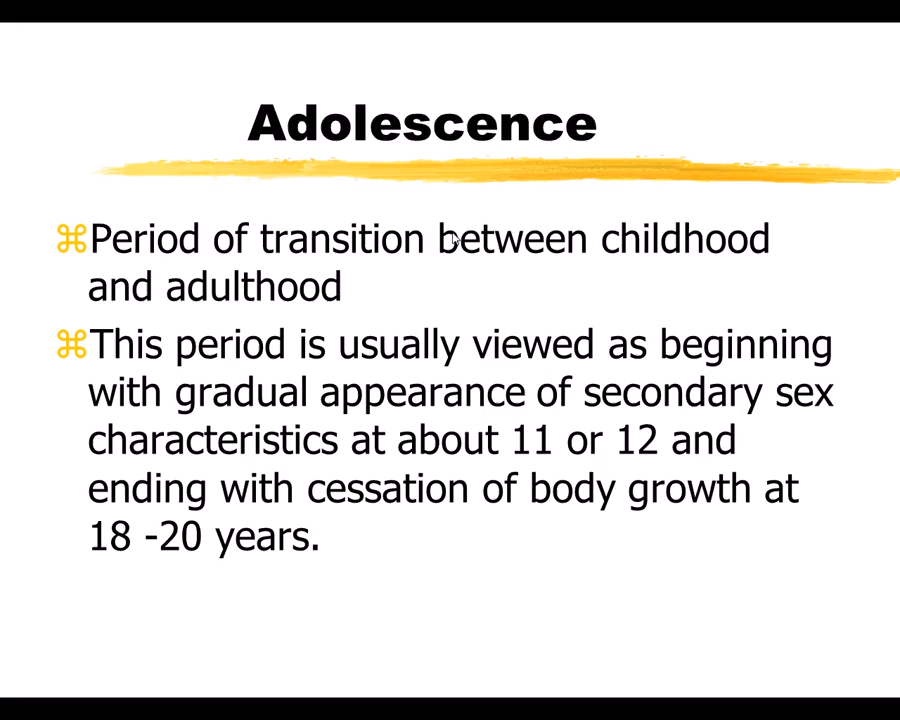 Adolescence
⌘Period of transition between childhood
and adulthood
⌘This period is usually viewed as beginning
with gradual appearance of secondary sex
characteristics at about 11 or 12 and
ending with cessation of body growth at
18 -20 years.